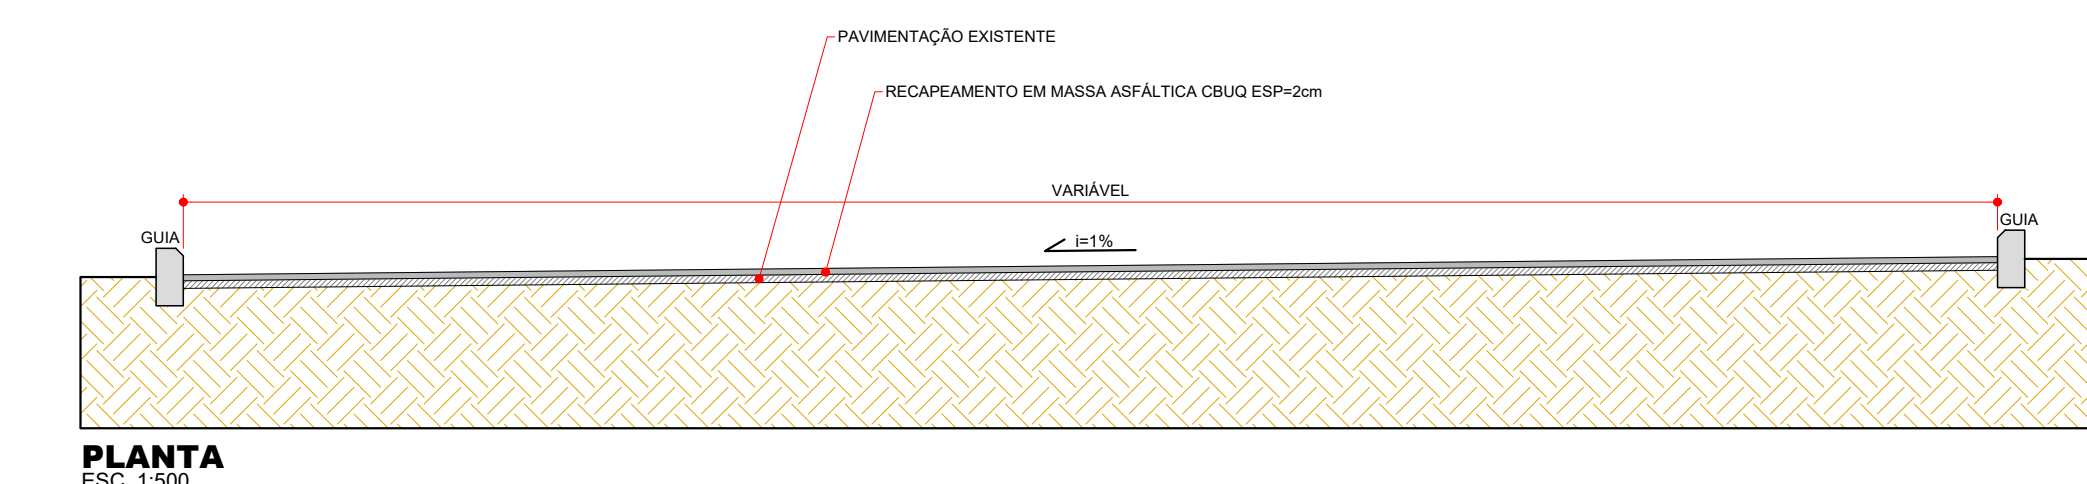 PAVIMENTAÇÃO EXISTENTE
RECAPEAMENTO EM MASSA ASFÁLTICA CBUQ ESP=2cm
VARIÁVEL
GUIA
GUIA
i=1%
PLANTA
ESC. 1:500